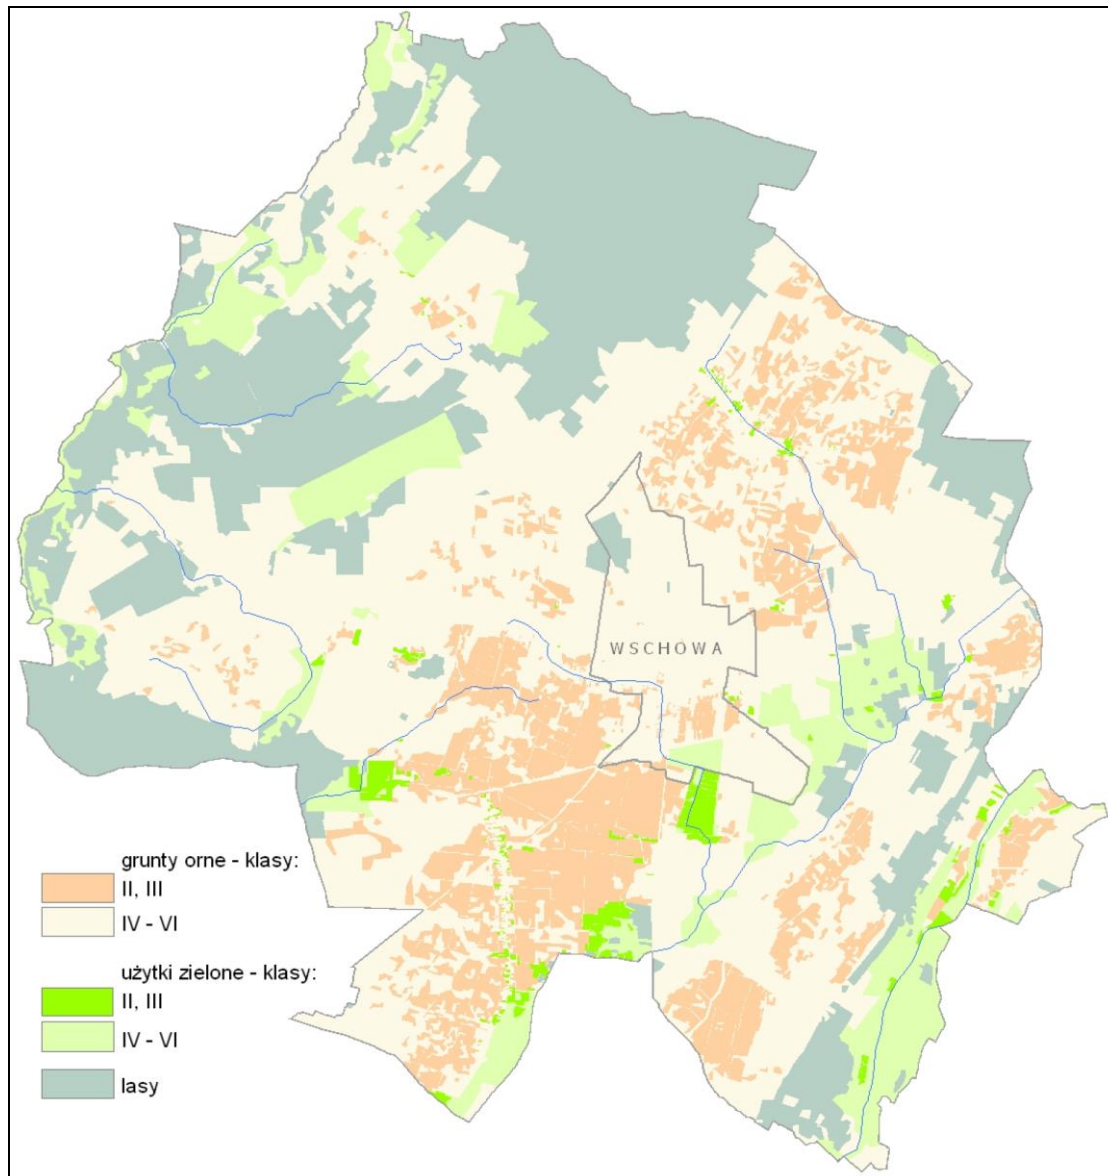 WSCHOWA
grunty orne - klasy:
II, III
IV - VI
użytki zielone - klasy:
II, III
IV - VI
lasy